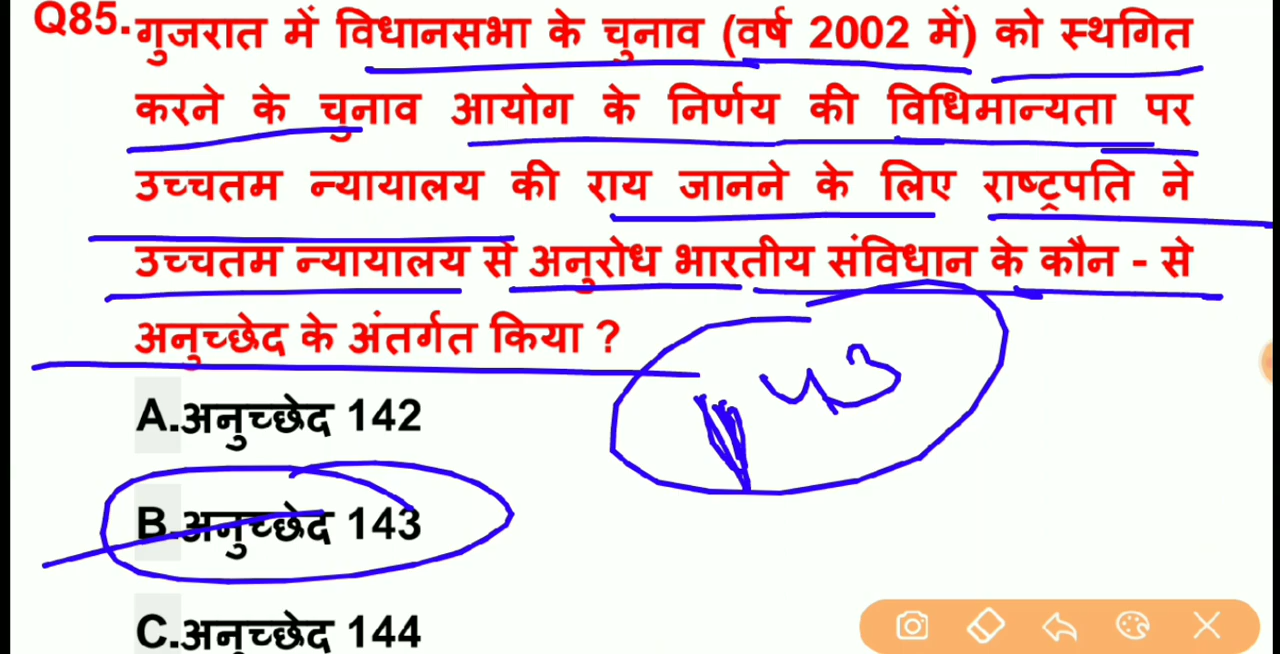 Q85. गुजरात में विधानसभा के चुनाव (वर्ष 2002 में) को स्थगित
करने के चुनाव आयोग के निर्णय की विधिमान्यता पर
उच्चतम न्यायालय की राय जानने के लिए राष्ट्रपति ने
उच्चतम न्यायालय से अनुरोध भारतीय संविधान के कौन - से
अनुच्छेद के अंतर्गत किया ?
143
A.अनुच्छेद 142
B.अनुच्छेद 143
C.अनुच्छेद 144